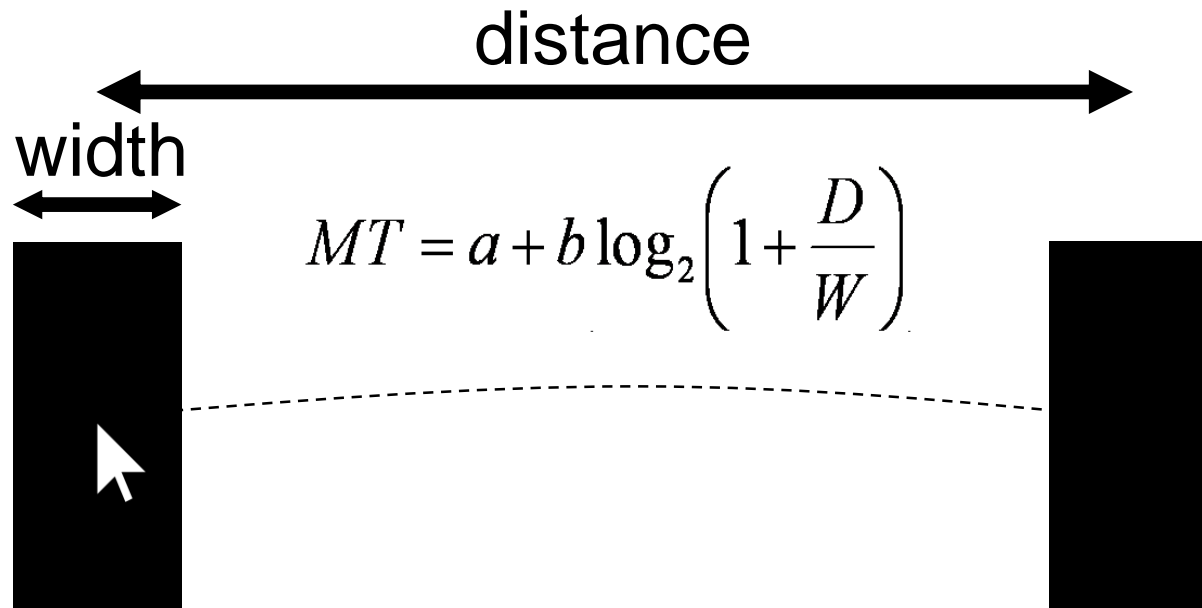 distance
width
MT = a + b log₂(1 + D/W)